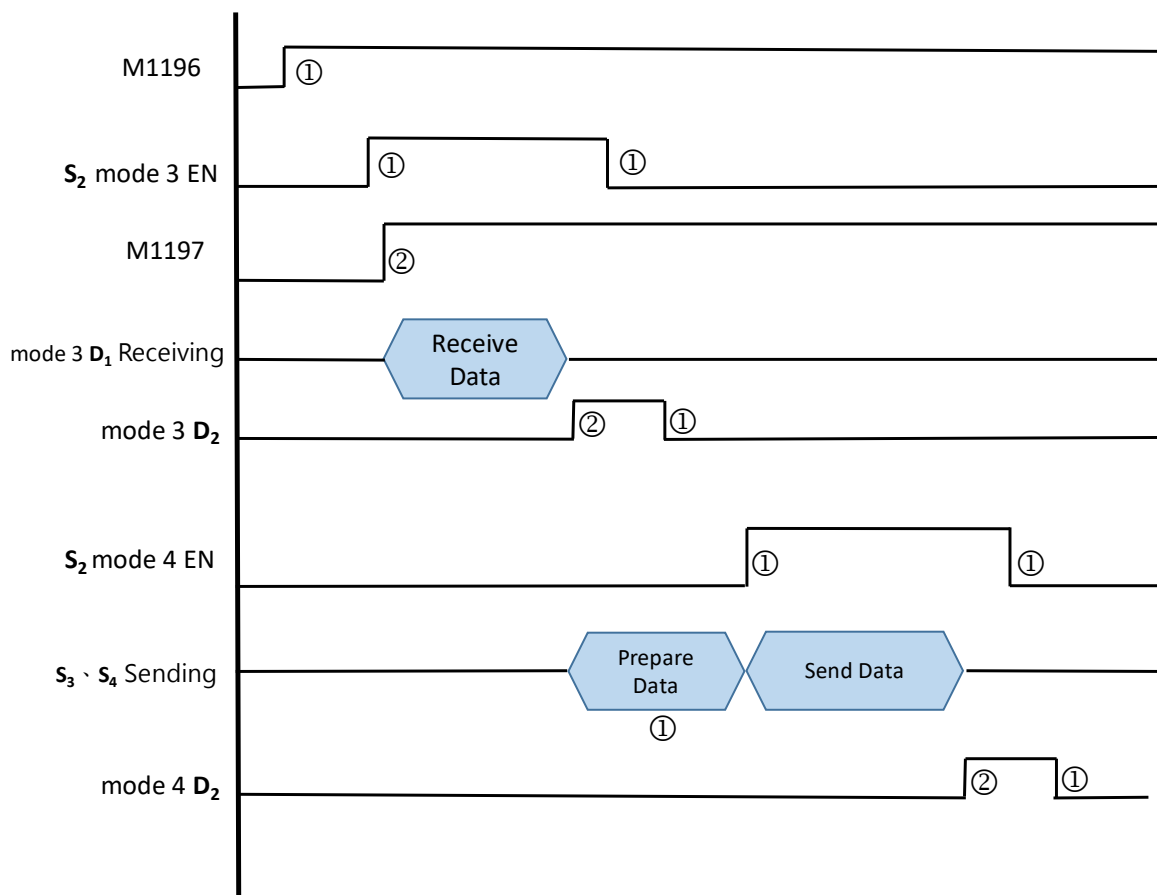 M1196
①
S₂ mode 3 EN
①
①
M1197
②
mode 3 D₁ Receiving
Receive
Data
mode 3 D₂
②
①
S₂ mode 4 EN
①
①
S₃、S₄ Sending
Prepare
Data
①
Send Data
mode 4 D₂
②
①